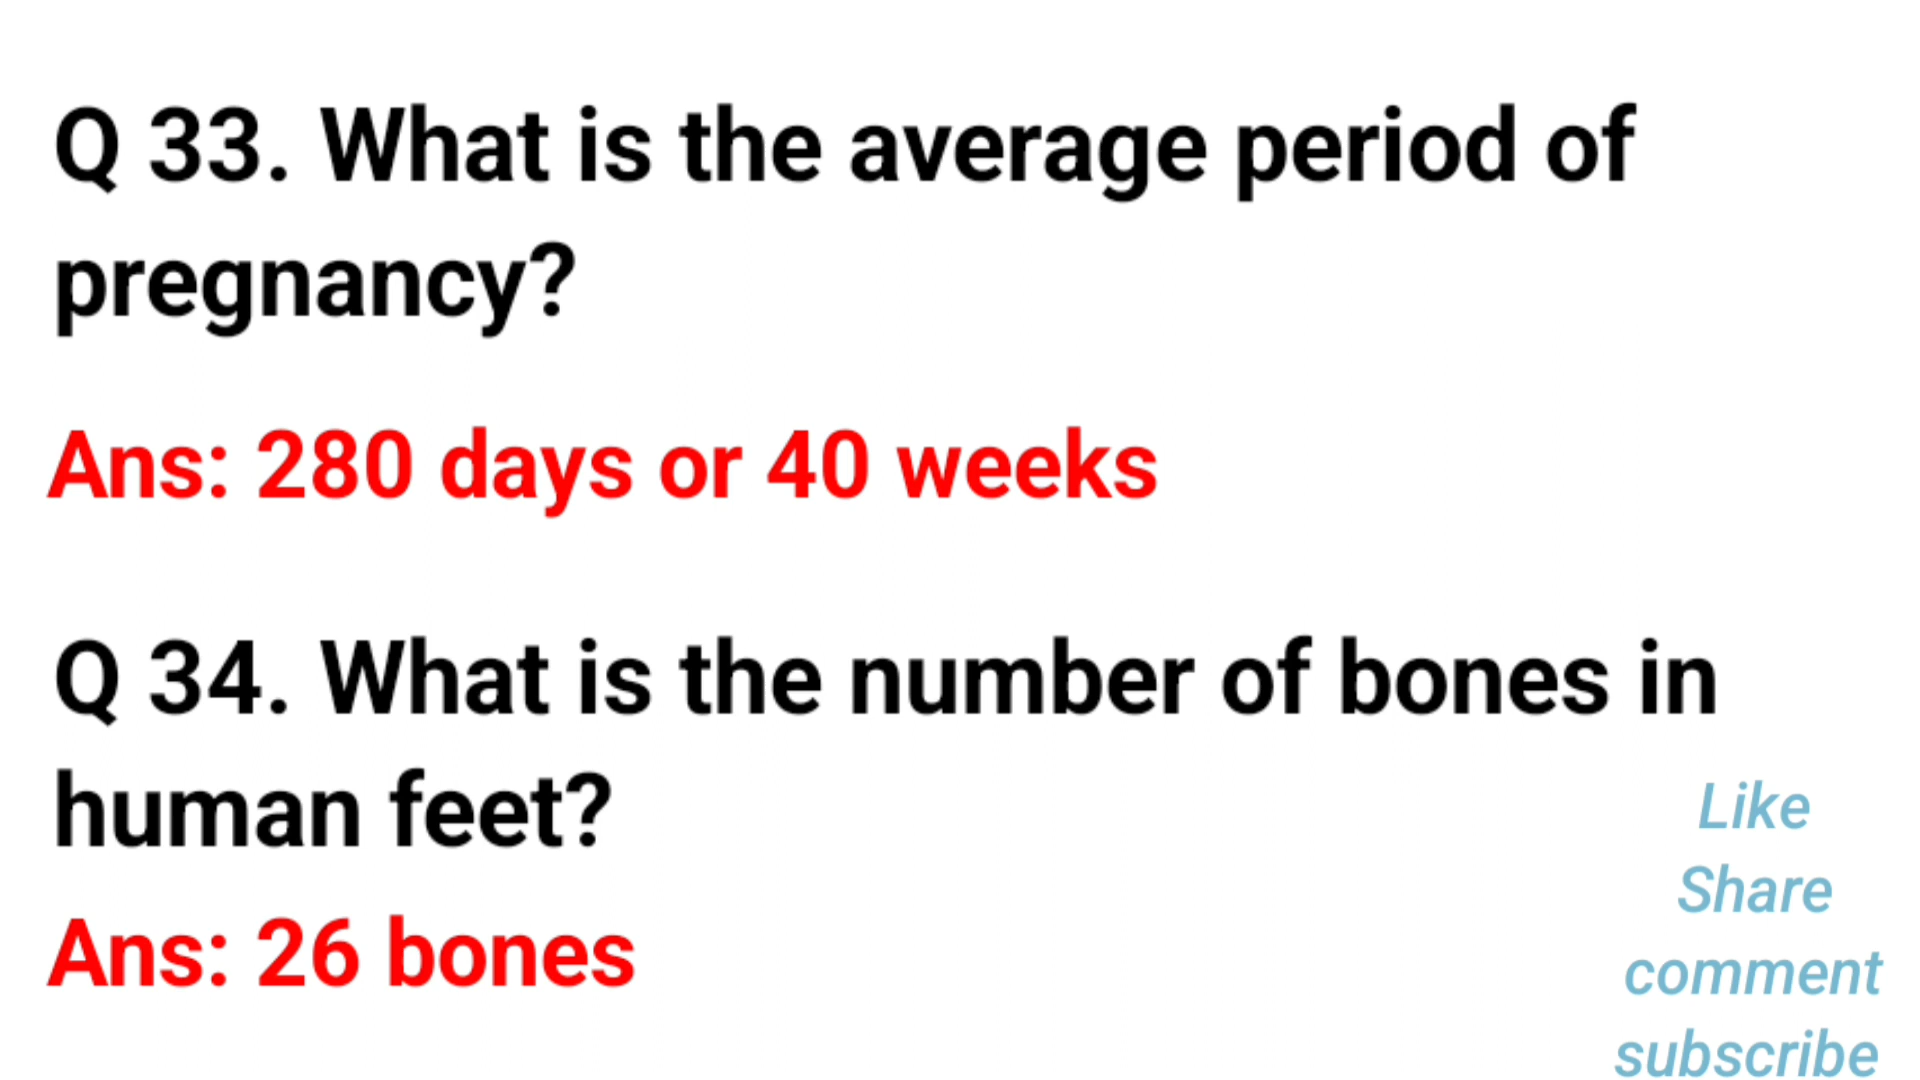 Q 33. What is the average period of
pregnancy?
Ans: 280 days or 40 weeks
Q 34. What is the number of bones in
human feet?
Ans: 26 bones
Like
Share
comment
subscribe